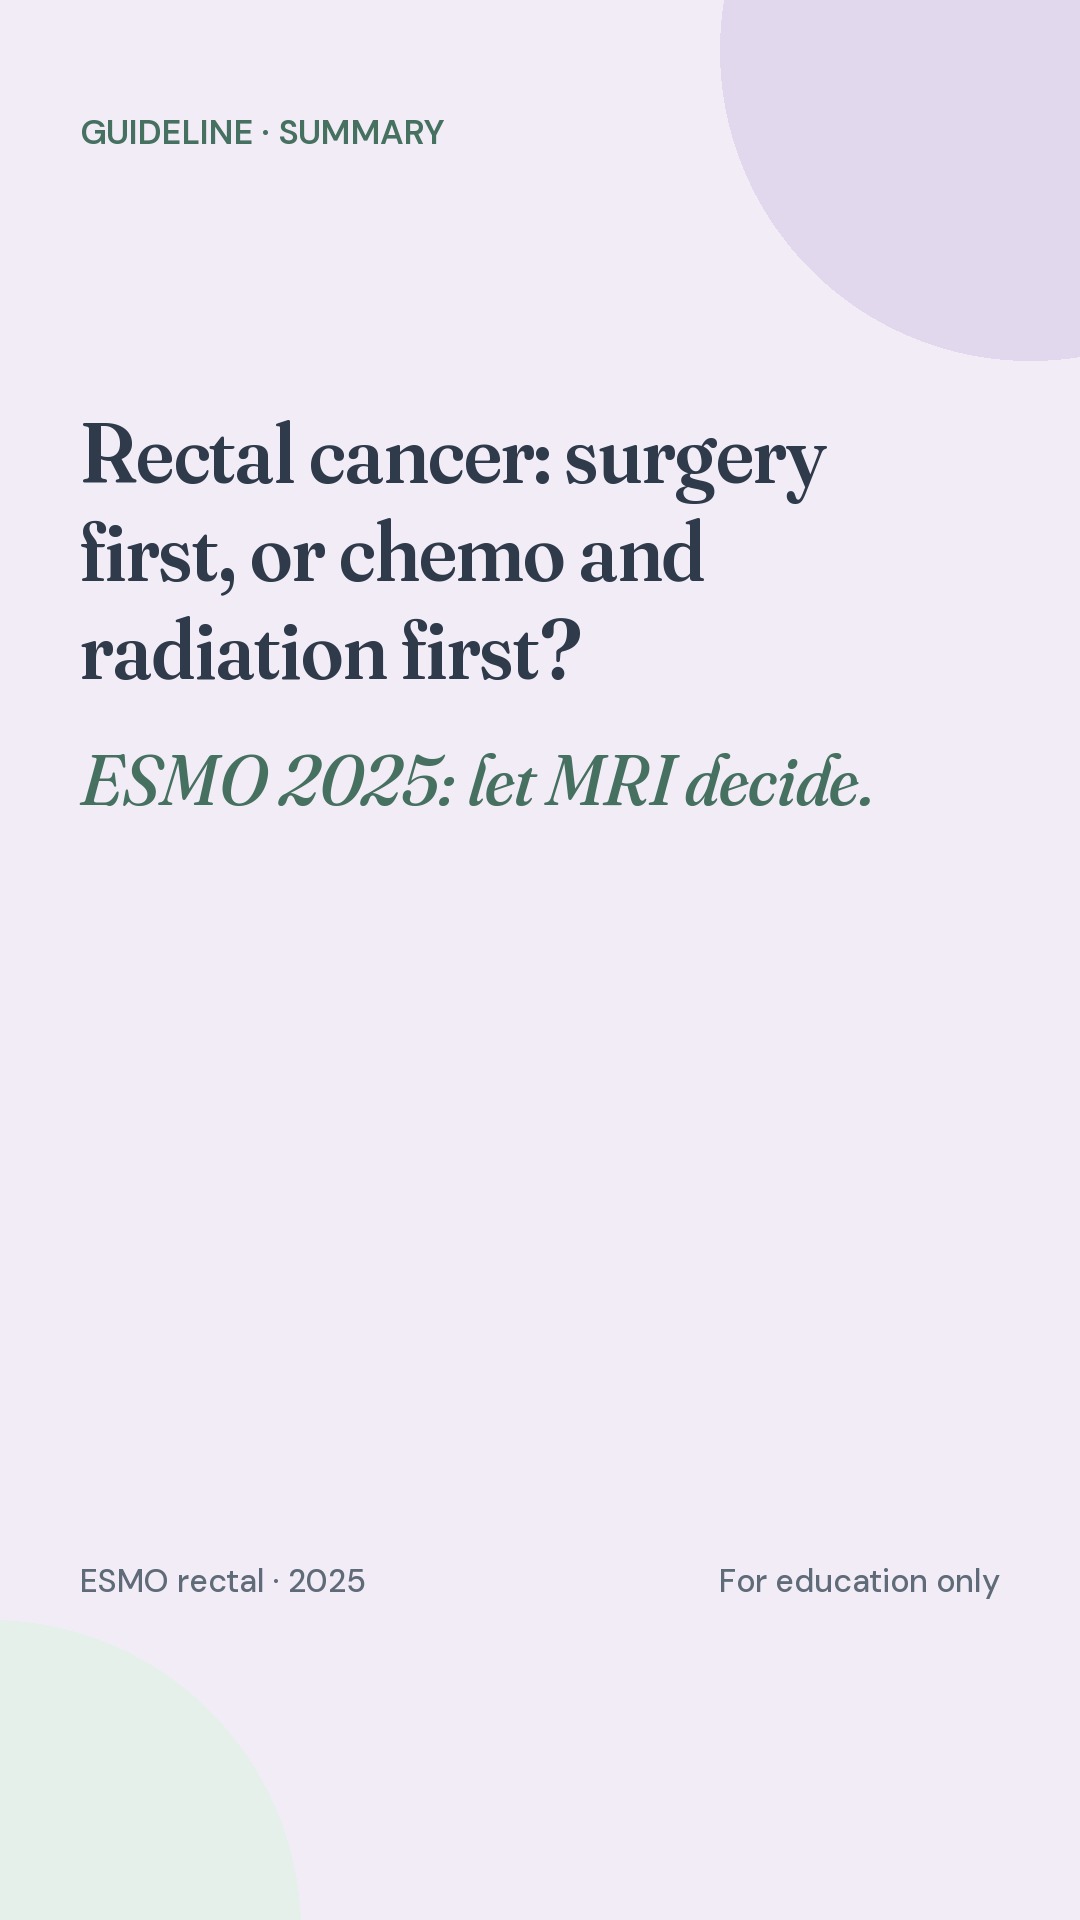 GUIDELINE · SUMMARY
Rectal cancer: surgery
first, or chemo and
radiation first?
ESMO 2025: let MRI decide.
ESMO rectal · 2025
For education only